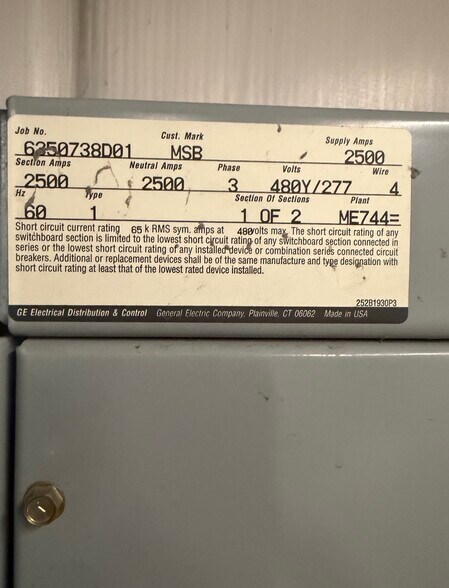 Job No. Cust. Mark Supply Amps
6350738D01 MSB 2500
Section Amps Neutral Amps Phase Volts Wire
2500 2500 3 480Y/277 4
Hz Type Section Of Sections Plant
60 1 1 OF 2 ME744=
Short circuit current rating 65 k RMS sym. amps at 480 volts max. The short circuit rating of any
switchboard section is limited to the lowest short circuit rating of any switchboard section connected in
series or the lowest short circuit rating of any installed device or combination series connected circuit
breakers. Additional or replacement devices shall be of the same manufacture and type designation with
short circuit rating at least that of the lowest rated device installed.
252B1930P3
GE Electrical Distribution & Control General Electric Company, Plainville, CT 06062 Made in USA